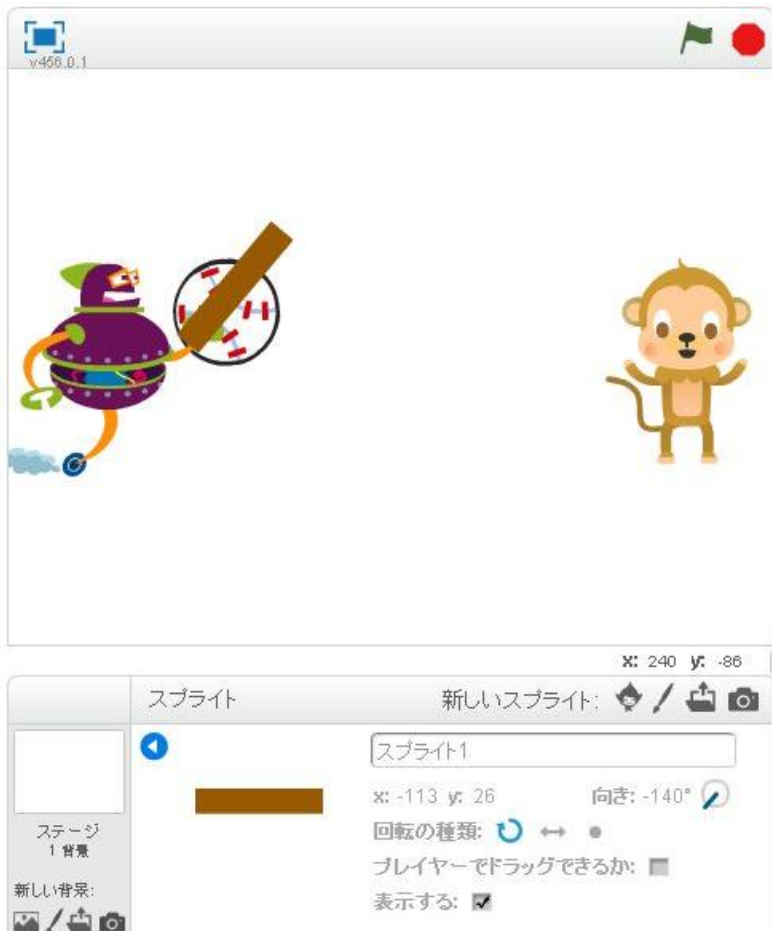 v456.0.1
x: 240 y: -86
スプライト 新しいスプライト:
スプライト1
x: -113 y: 26 向き: -140°
回転の種類:
プレイヤーでドラッグできるか:
表示する:
ステージ
1 背景
新しい背景: